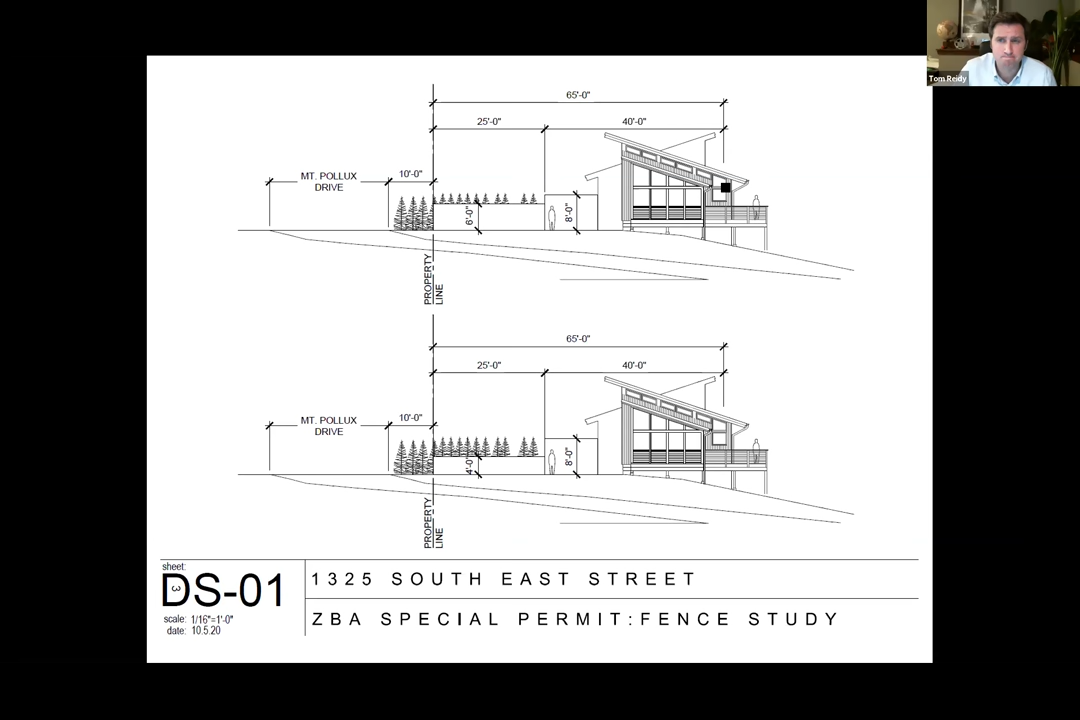 Tom Reidy
65'-0"
25'-0"
40'-0"
MT. POLLUX
DRIVE
10'-0"
6'-0"
8'-0"
PROPERTY
LINE
65'-0"
25'-0"
40'-0"
MT. POLLUX
DRIVE
10'-0"
4'-0"
8'-0"
PROPERTY
LINE
sheet:
DS-01
3
scale: 1/16"=1'-0"
date: 10.5.20
1325 SOUTH EAST STREET
ZBA SPECIAL PERMIT:FENCE STUDY